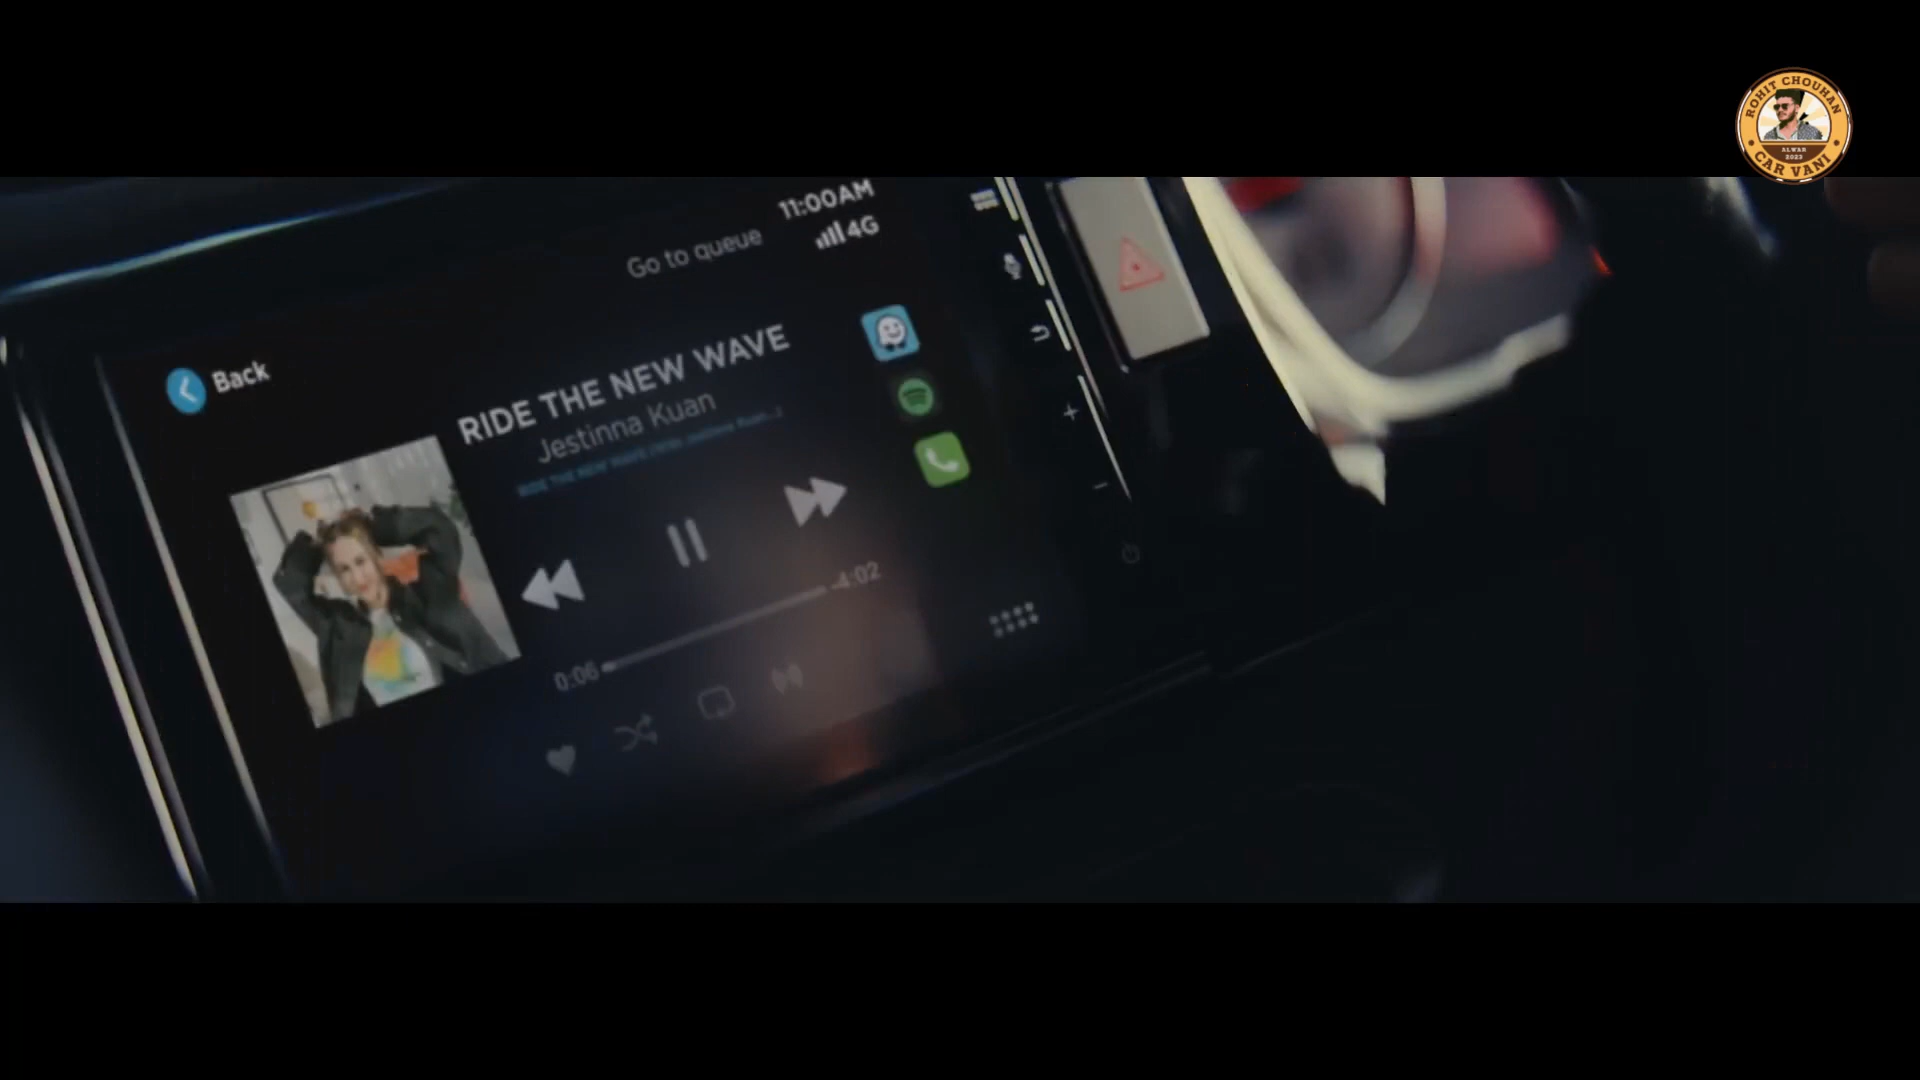 ROHIT CHOUHAN
ALWAR
2023
CAR VANI
11:00AM
4G
Go to queue
Back
RIDE THE NEW WAVE
Jestinna Kuan
0:06
-4:02